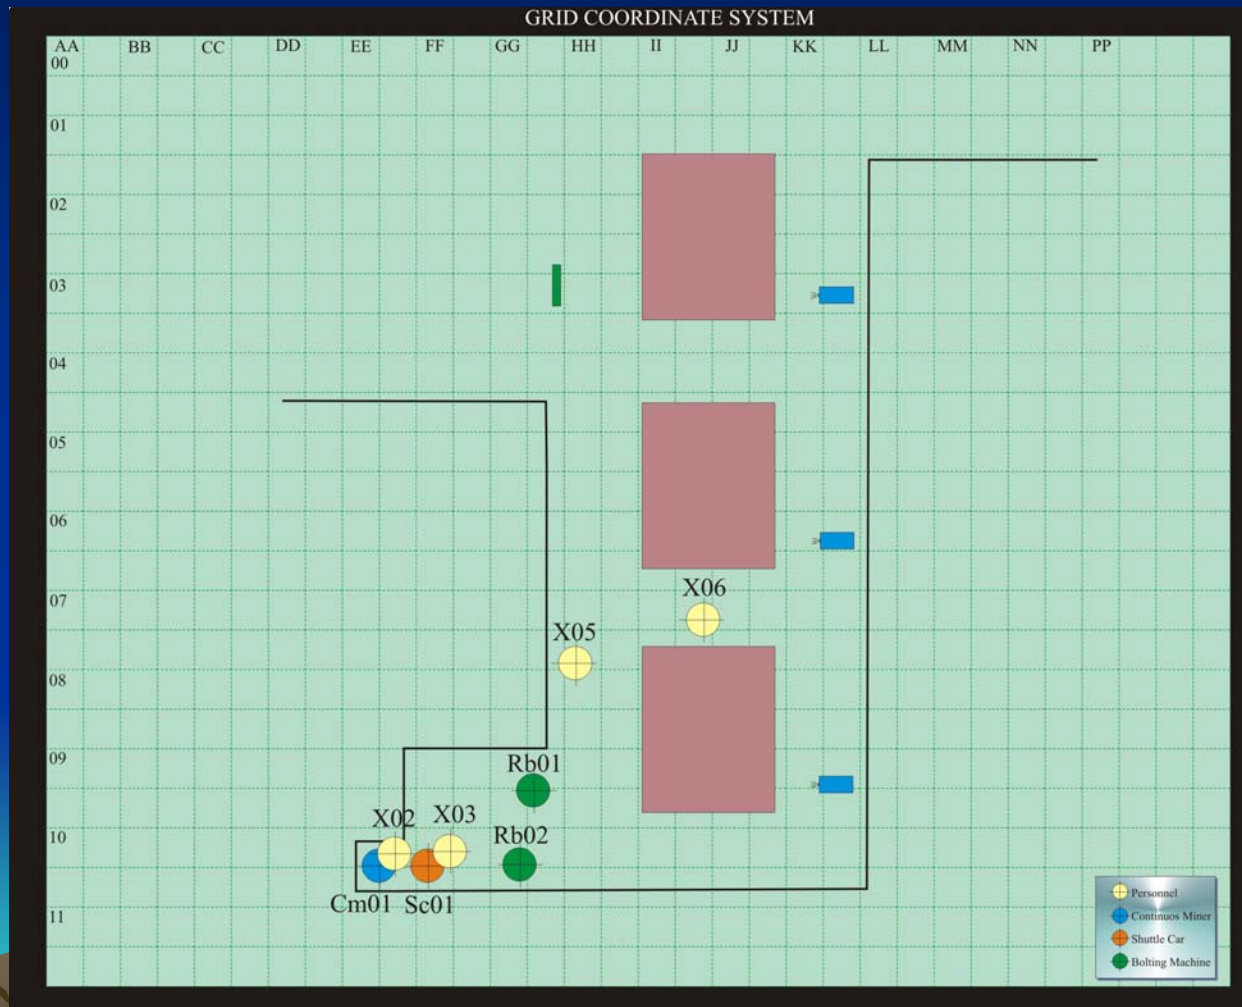 GRID COORDINATE SYSTEM
AA BB CC DD EE FF GG HH II JJ KK LL MM NN PP
00
01
02
03
04
05
06
07
X06
X05
08
09
Rb01
10
X02 X03
Rb02
Cm01 Sc01
11
Personnel
Continuos Miner
Shuttle Car
Bolting Machine